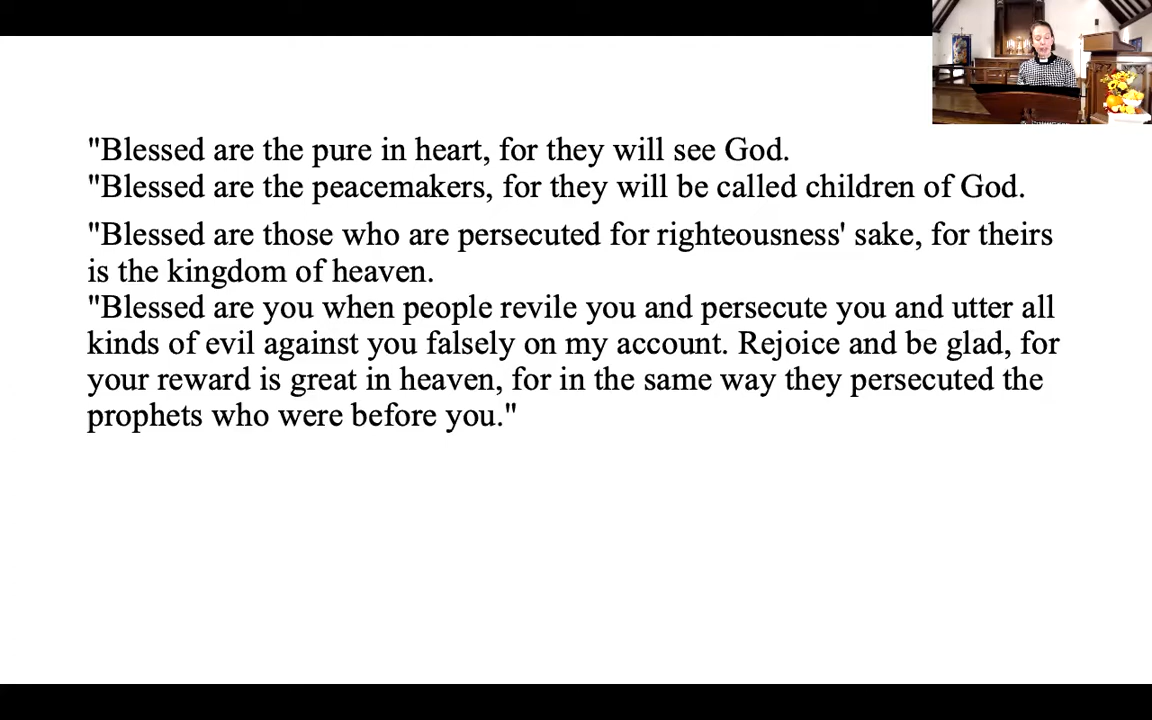 "Blessed are the pure in heart, for they will see God.
"Blessed are the peacemakers, for they will be called children of God.
"Blessed are those who are persecuted for righteousness' sake, for theirs
is the kingdom of heaven.
"Blessed are you when people revile you and persecute you and utter all
kinds of evil against you falsely on my account. Rejoice and be glad, for
your reward is great in heaven, for in the same way they persecuted the
prophets who were before you."